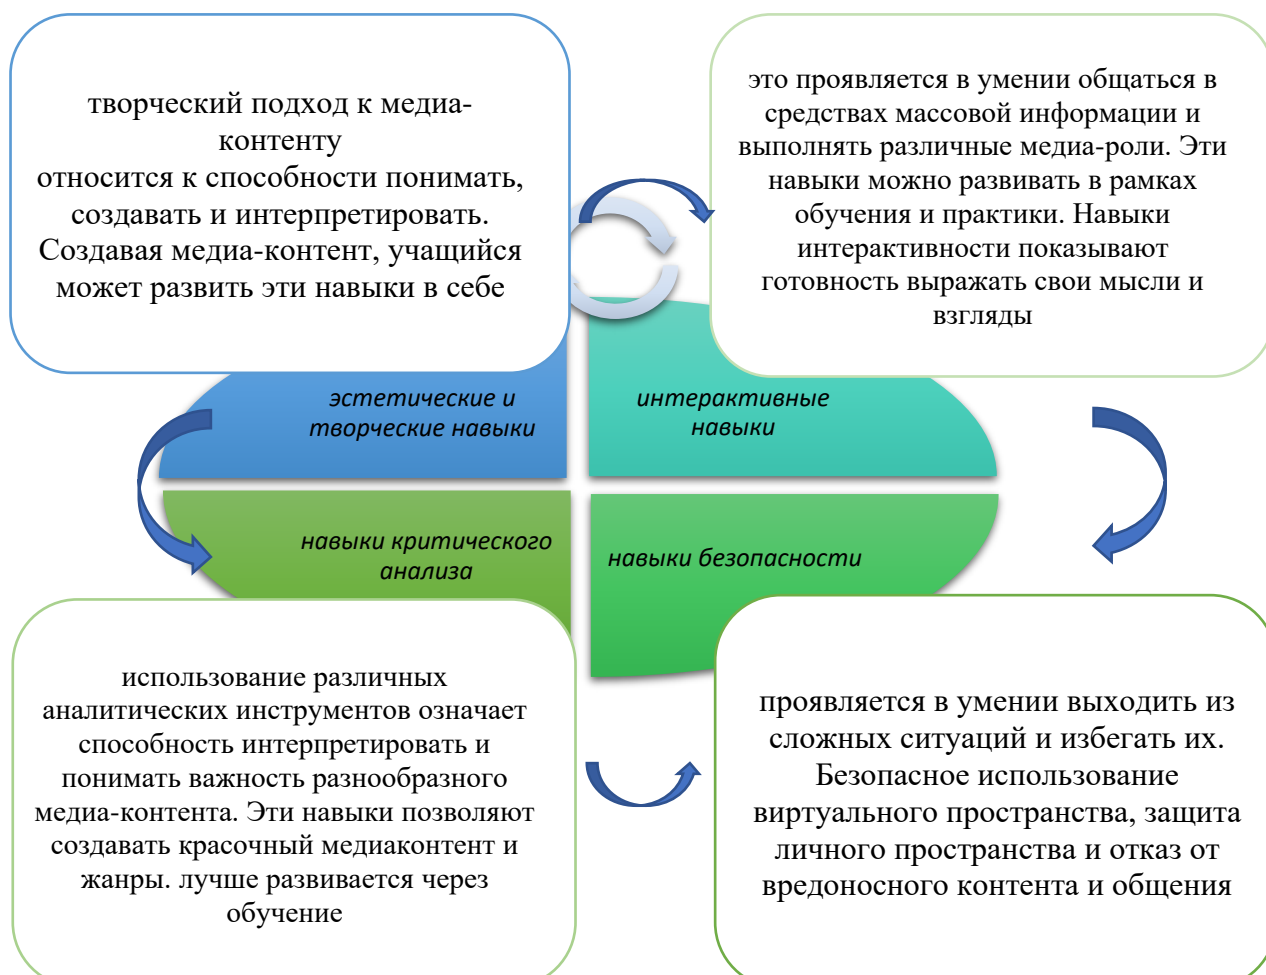 творческий подход к медиа-
контенту
относится к способности понимать,
создавать и интерпретировать.
Создавая медиа-контент, учащийся
может развить эти навыки в себе
это проявляется в умении общаться в
средствах массовой информации и
выполнять различные медиа-роли. Эти
навыки можно развивать в рамках
обучения и практики. Навыки
интерактивности показывают
готовность выражать свои мысли и
взгляды
эстетические и
творческие навыки
интерактивные
навыки
навыки критического
анализа
навыки безопасности
использование различных
аналитических инструментов означает
способность интерпретировать и
понимать важность разнообразного
медиа-контента. Эти навыки позволяют
создавать красочный медиаконтент и
жанры. лучше развивается через
обучение
проявляется в умении выходить из
сложных ситуаций и избегать их.
Безопасное использование
виртуального пространства, защита
личного пространства и отказ от
вредоносного контента и общения